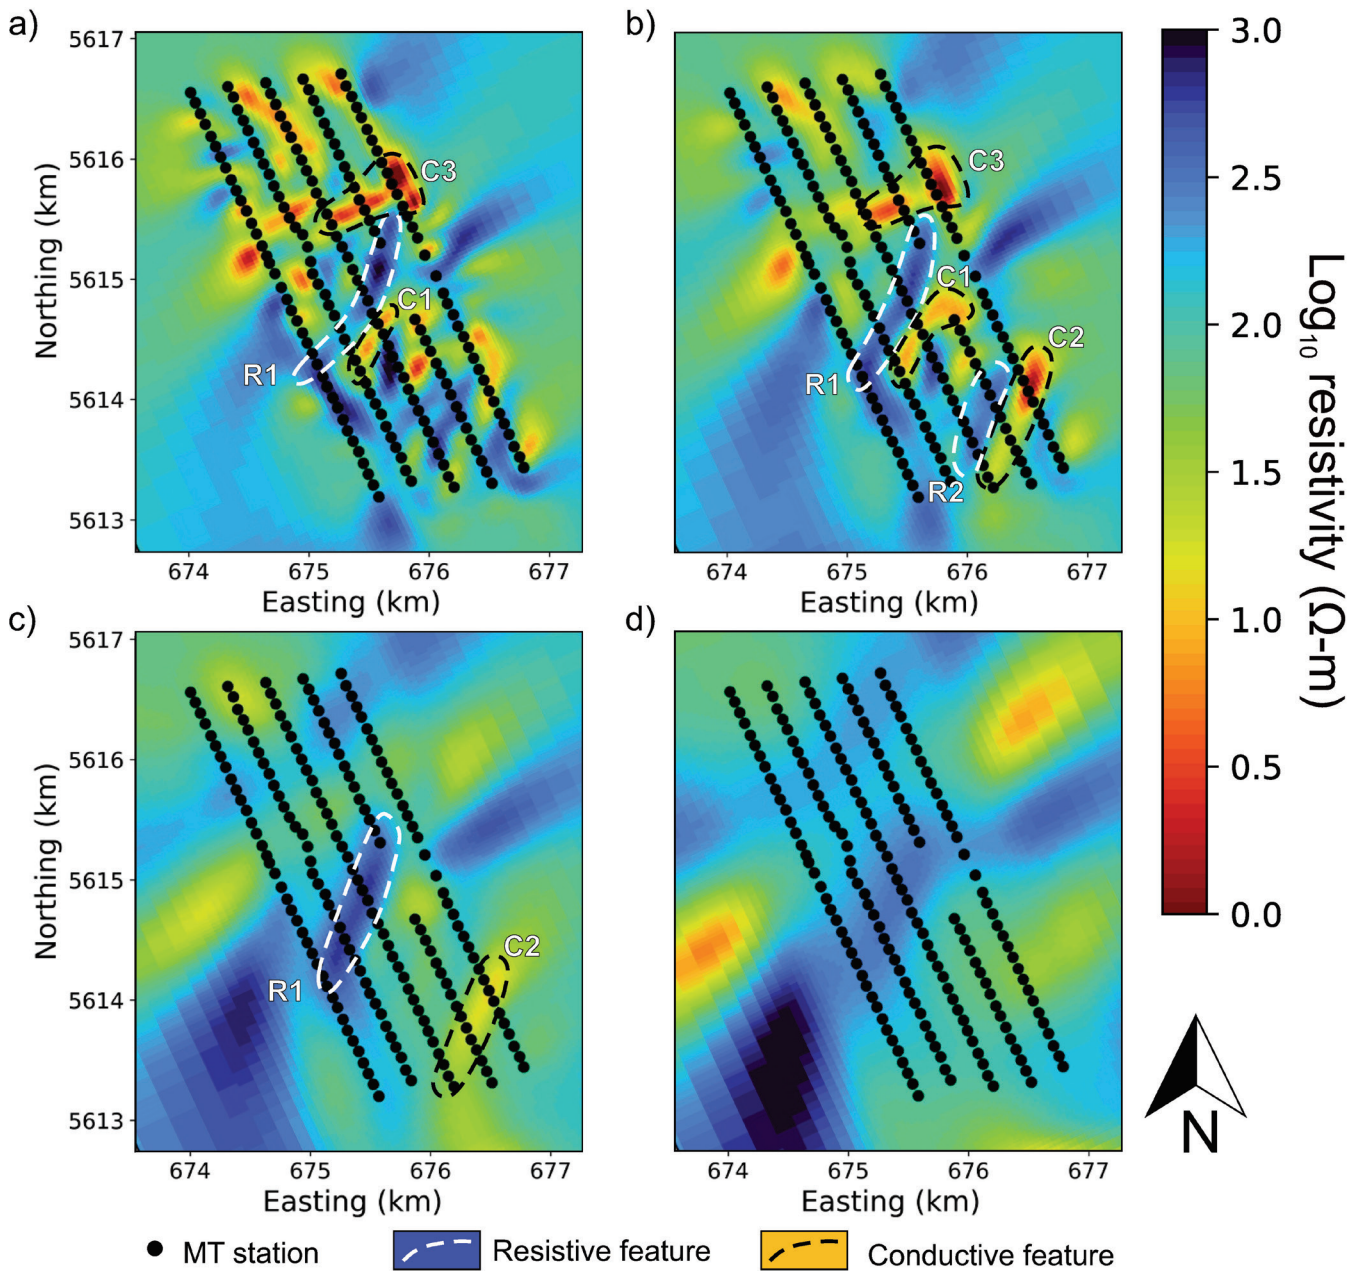 a)
b)
5617
5616
5615
5614
5613
Northing (km)
C3
C1
R1
674 675 676 677
Easting (km)
C3
C1
C2
R1
R2
674 675 676 677
Easting (km)
3.0
2.5
2.0
1.5
1.0
0.5
0.0
Log10 resistivity (Ω-m)
c)
d)
5617
5616
5615
5614
5613
Northing (km)
R1
C2
674 675 676 677
Easting (km)
674 675 676 677
Easting (km)
N
MT station
Resistive feature
Conductive feature